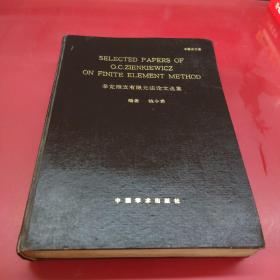 SELECTED PAPERS OF
O.C.ZIENKIEWICZ
ON FINITE ELEMENT METHOD
辛克维支有限元法论文选集
编者 钱令希
中国学术出版社